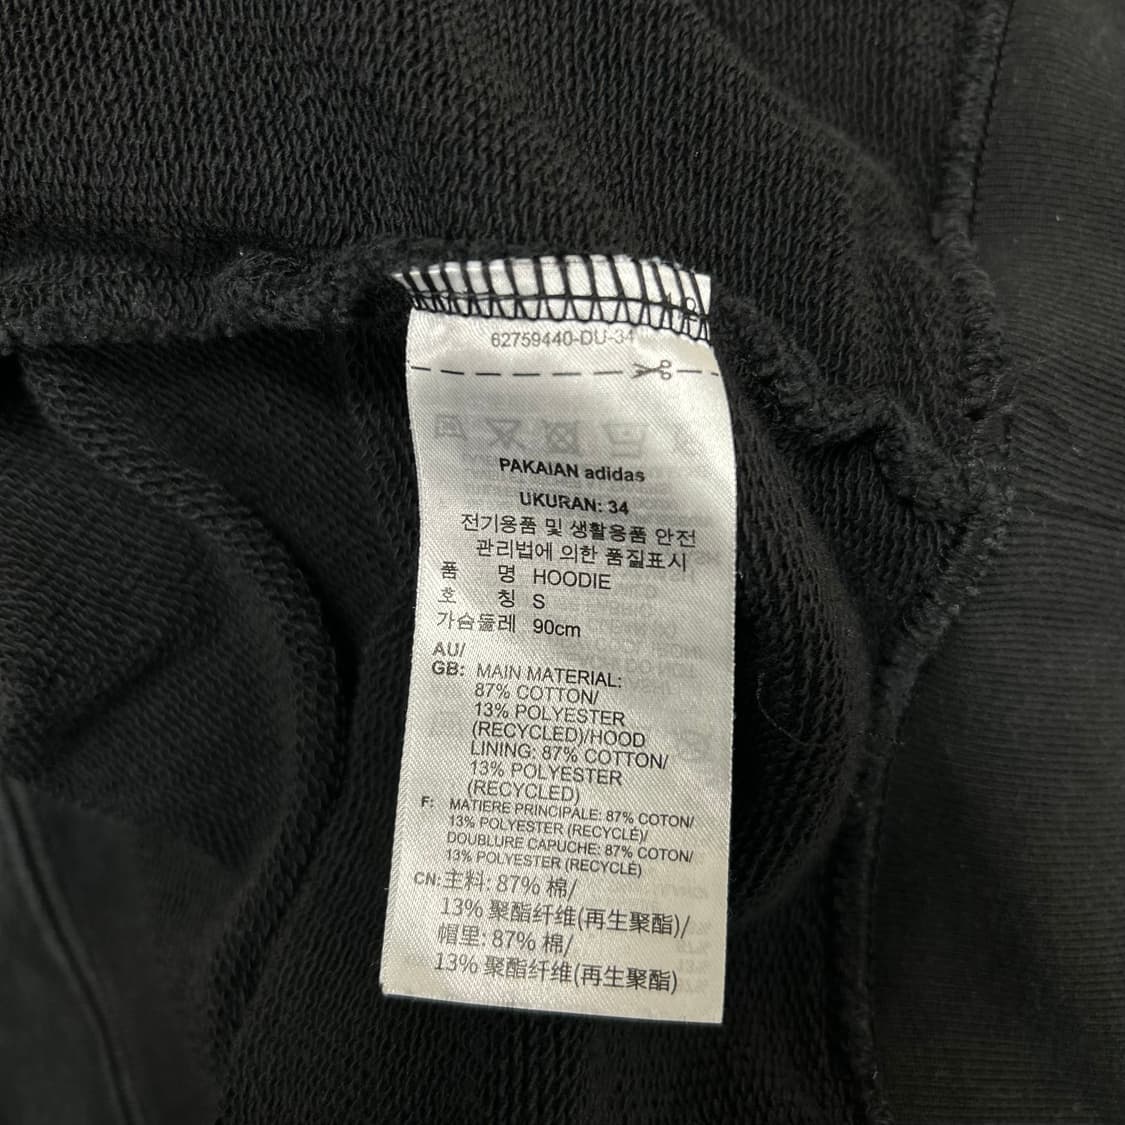 62759440-DU-34
PAKAIAN adidas
UKURAN: 34
전기용품 및 생활용품 안전
관리법에 의한 품질표시
품 명 HOODIE
호 칭 S
가슴둘레 90cm
AU/
GB: MAIN MATERIAL:
87% COTTON/
13% POLYESTER
(RECYCLED)/HOOD
LINING: 87% COTTON/
13% POLYESTER
(RECYCLED)
F: MATIERE PRINCIPALE: 87% COTON/
13% POLYESTER (RECYCLÉ)/
DOUBLURE CAPUCHE: 87% COTON/
13% POLYESTER (RECYCLÉ)
CN: 主料: 87% 棉/
13% 聚酯纤维(再生聚酯)/
帽里: 87% 棉/
13% 聚酯纤维(再生聚酯)